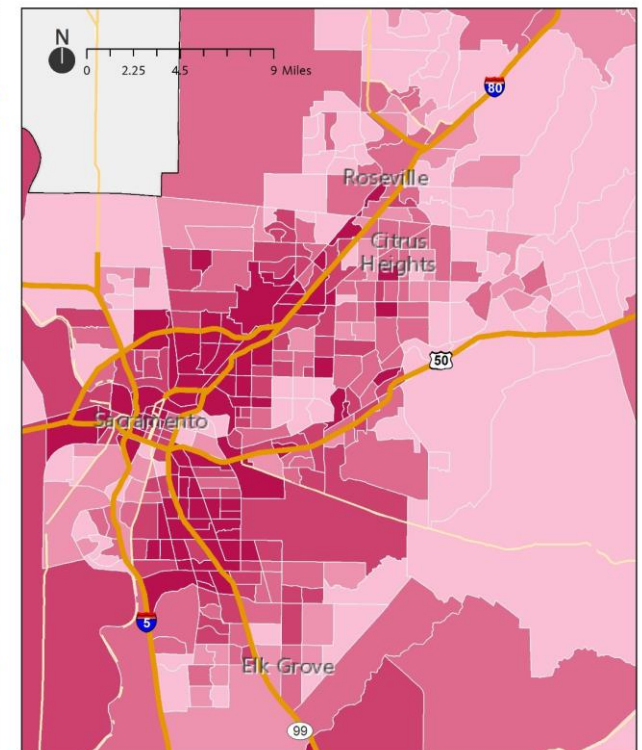 N
0 2.25 4.5 9 Miles
80
Roseville
Citrus
Heights
50
Sacramento
5
Elk Grove
99